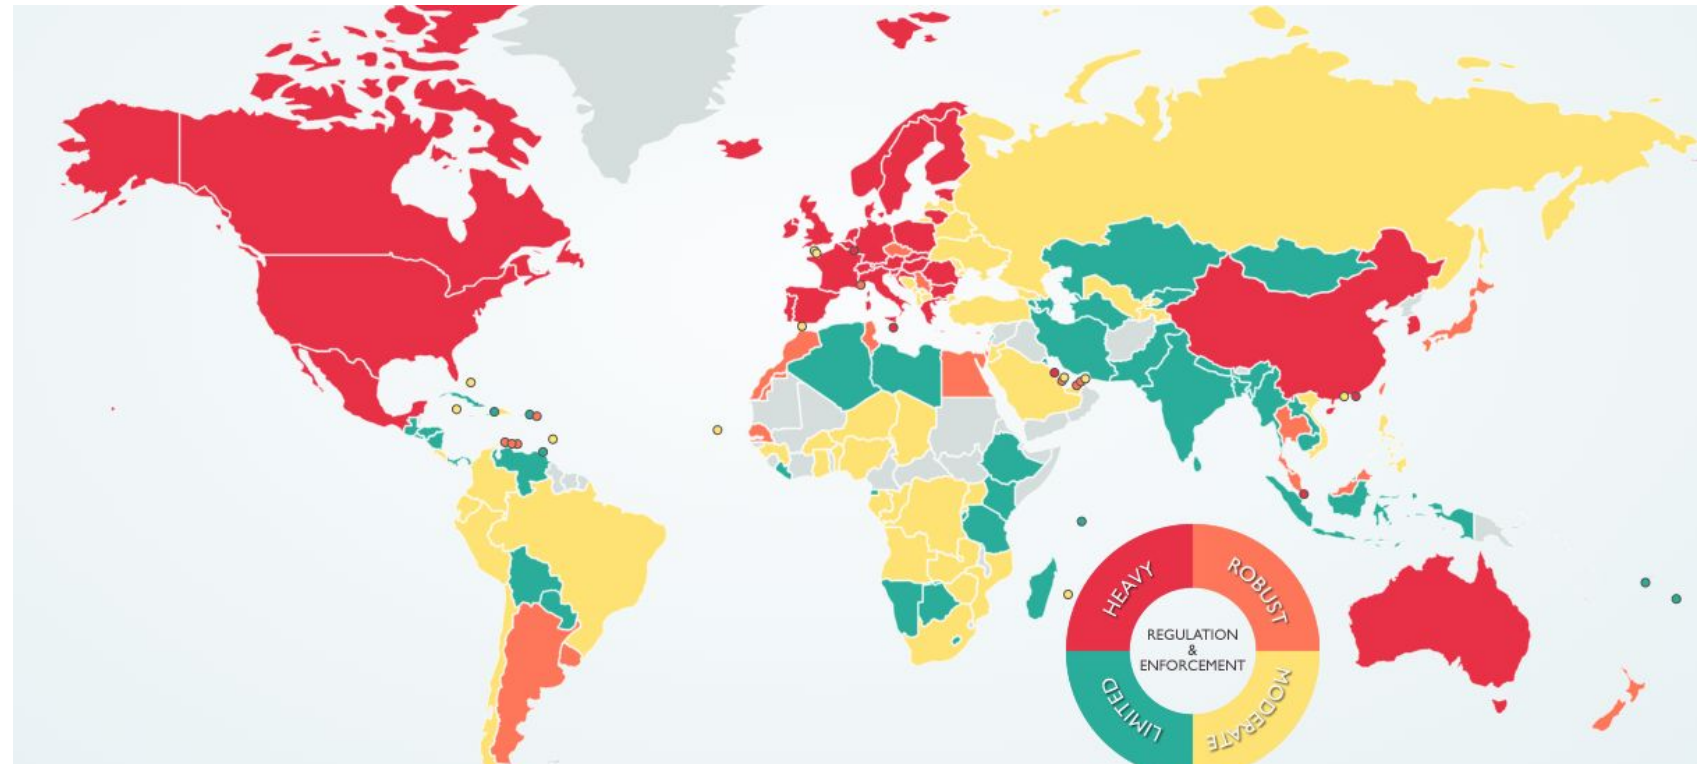 HEAVY
ROBUST
REGULATION
&
ENFORCEMENT
LIMITED
MODERATE